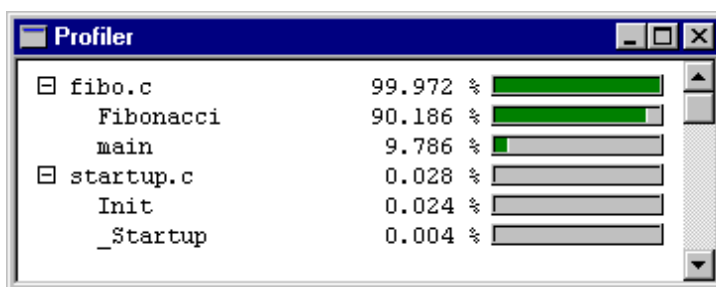 Profiler
fibo.c 99.972 %
Fibonacci 90.186 %
main 9.786 %
startup.c 0.028 %
Init 0.024 %
_Startup 0.004 %